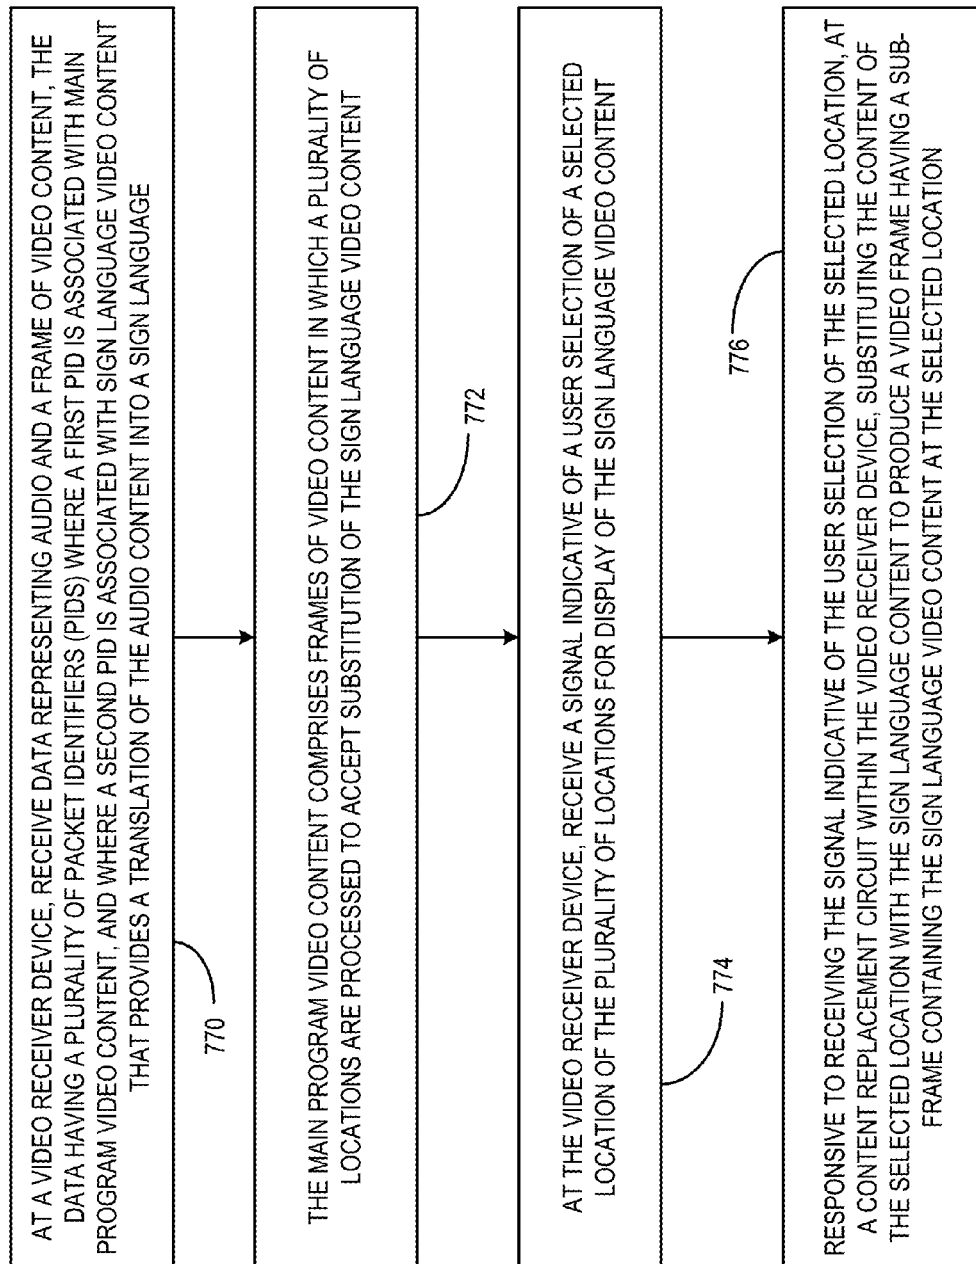 AT A VIDEO RECEIVER DEVICE, RECEIVE DATA REPRESENTING AUDIO AND A FRAME OF VIDEO CONTENT, THE
DATA HAVING A PLURALITY OF PACKET IDENTIFIERS (PIDS) WHERE A FIRST PID IS ASSOCIATED WITH MAIN
PROGRAM VIDEO CONTENT, AND WHERE A SECOND PID IS ASSOCIATED WITH SIGN LANGUAGE VIDEO CONTENT
THAT PROVIDES A TRANSLATION OF THE AUDIO CONTENT INTO A SIGN LANGUAGE
770
THE MAIN PROGRAM VIDEO CONTENT COMPRISES FRAMES OF VIDEO CONTENT IN WHICH A PLURALITY OF
LOCATIONS ARE PROCESSED TO ACCEPT SUBSTITUTION OF THE SIGN LANGUAGE VIDEO CONTENT
772
AT THE VIDEO RECEIVER DEVICE, RECEIVE A SIGNAL INDICATIVE OF A USER SELECTION OF A SELECTED
LOCATION OF THE PLURALITY OF LOCATIONS FOR DISPLAY OF THE SIGN LANGUAGE VIDEO CONTENT
774
776
RESPONSIVE TO RECEIVING THE SIGNAL INDICATIVE OF THE USER SELECTION OF THE SELECTED LOCATION, AT
A CONTENT REPLACEMENT CIRCUIT WITHIN THE VIDEO RECEIVER DEVICE, SUBSTITUTING THE CONTENT OF
THE SELECTED LOCATION WITH THE SIGN LANGUAGE CONTENT TO PRODUCE A VIDEO FRAME HAVING A SUB-
FRAME CONTAINING THE SIGN LANGUAGE VIDEO CONTENT AT THE SELECTED LOCATION